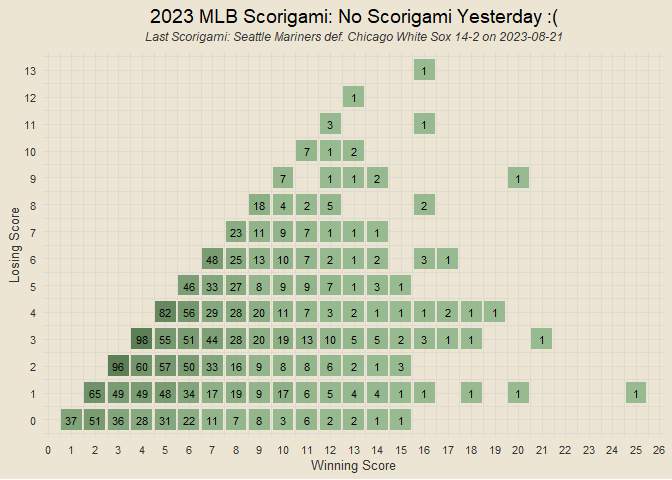 2023 MLB Scorigami: No Scorigami Yesterday :(
Last Scorigami: Seattle Mariners def. Chicago White Sox 14-2 on 2023-08-21
Losing Score
13 1
12 1
11 3 1
10 7 1 2
9 7 1 1 2 1
8 18 4 2 5 2
7 23 11 9 7 1 1 1
6 48 25 13 10 7 2 1 2 3 1
5 46 33 27 8 9 9 7 1 3 1
4 82 56 29 28 20 11 7 3 2 1 1 1 2 1 1
3 98 55 51 44 28 20 19 13 10 5 5 2 3 1 1 1
2 96 60 57 50 33 16 9 8 8 6 2 1 3
1 65 49 49 48 34 17 19 9 17 6 5 4 4 1 1 1 1 1
0 37 51 36 28 31 22 11 7 8 3 6 2 2 1 1
0 1 2 3 4 5 6 7 8 9 10 11 12 13 14 15 16 17 18 19 20 21 22 23 24 25 26
Winning Score